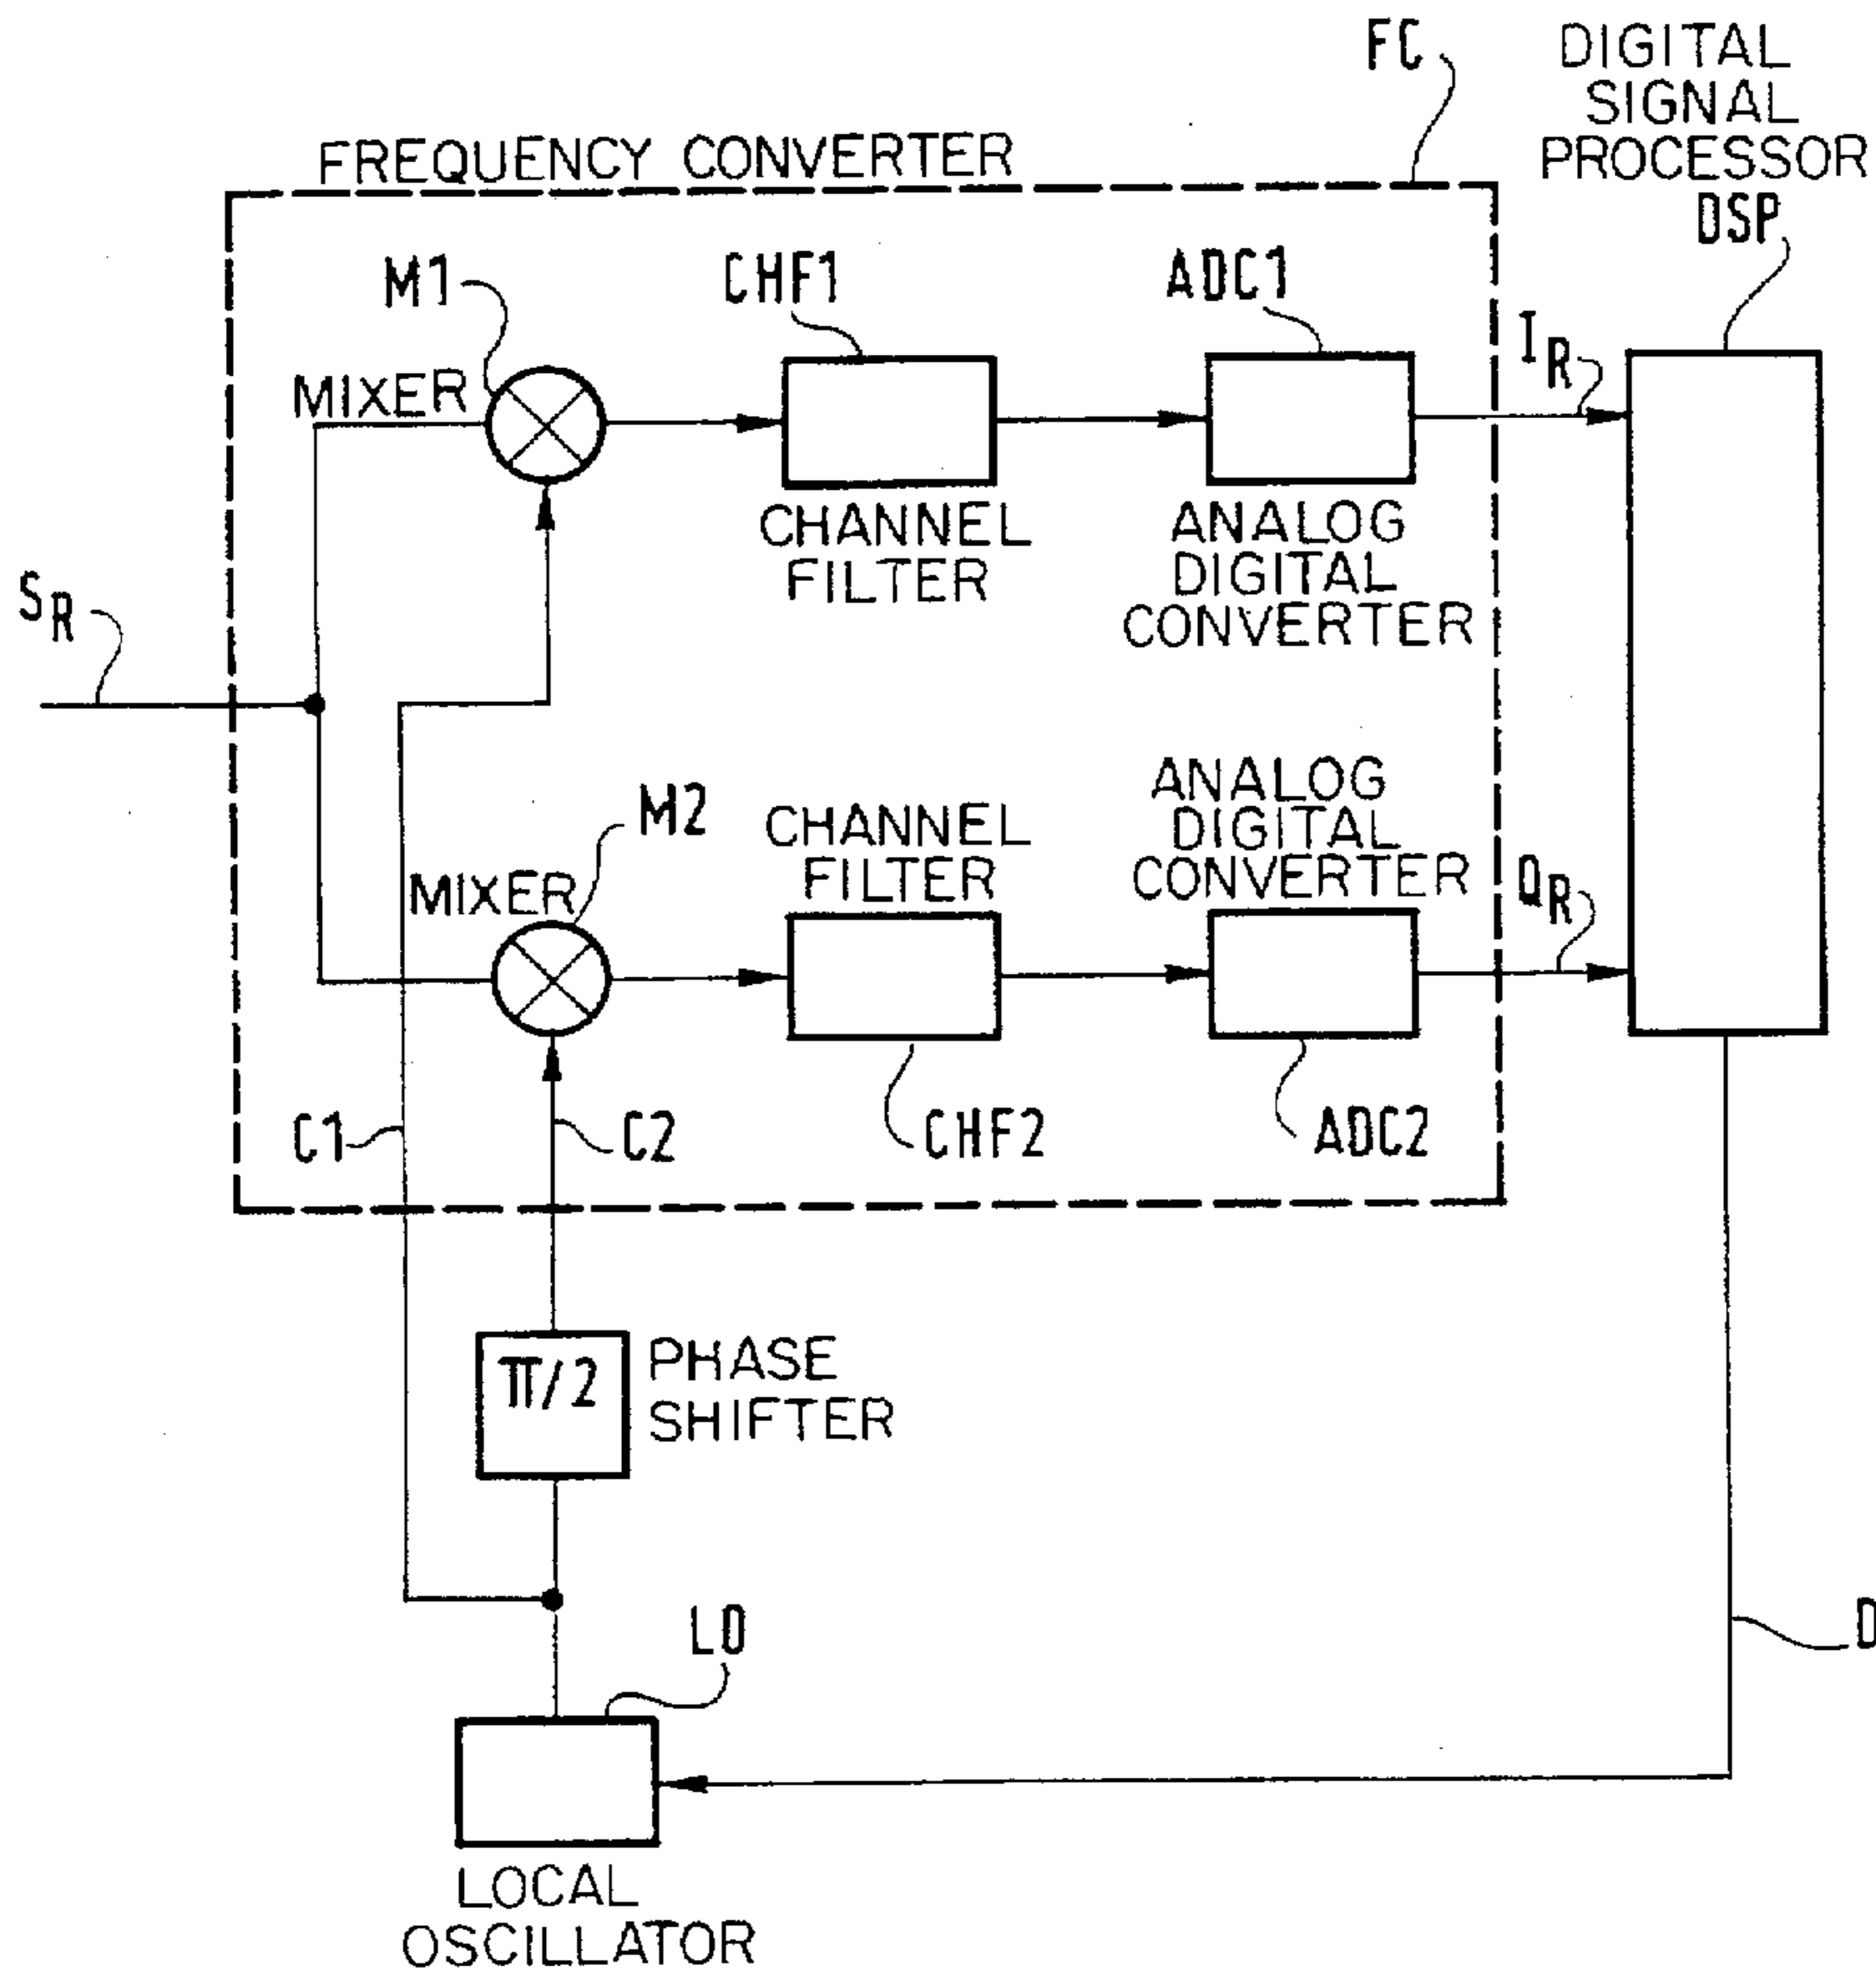 FC
DIGITAL
SIGNAL
PROCESSOR
DSP
FREQUENCY CONVERTER
M1
CHF1
ADC1
IR
MIXER
CHANNEL
FILTER
ANALOG
DIGITAL
CONVERTER
SR
M2
MIXER
CHANNEL
FILTER
ANALOG
DIGITAL
CONVERTER
QR
C1
C2
CHF2
ADC2
π/2
PHASE
SHIFTER
LO
D
LOCAL
OSCILLATOR